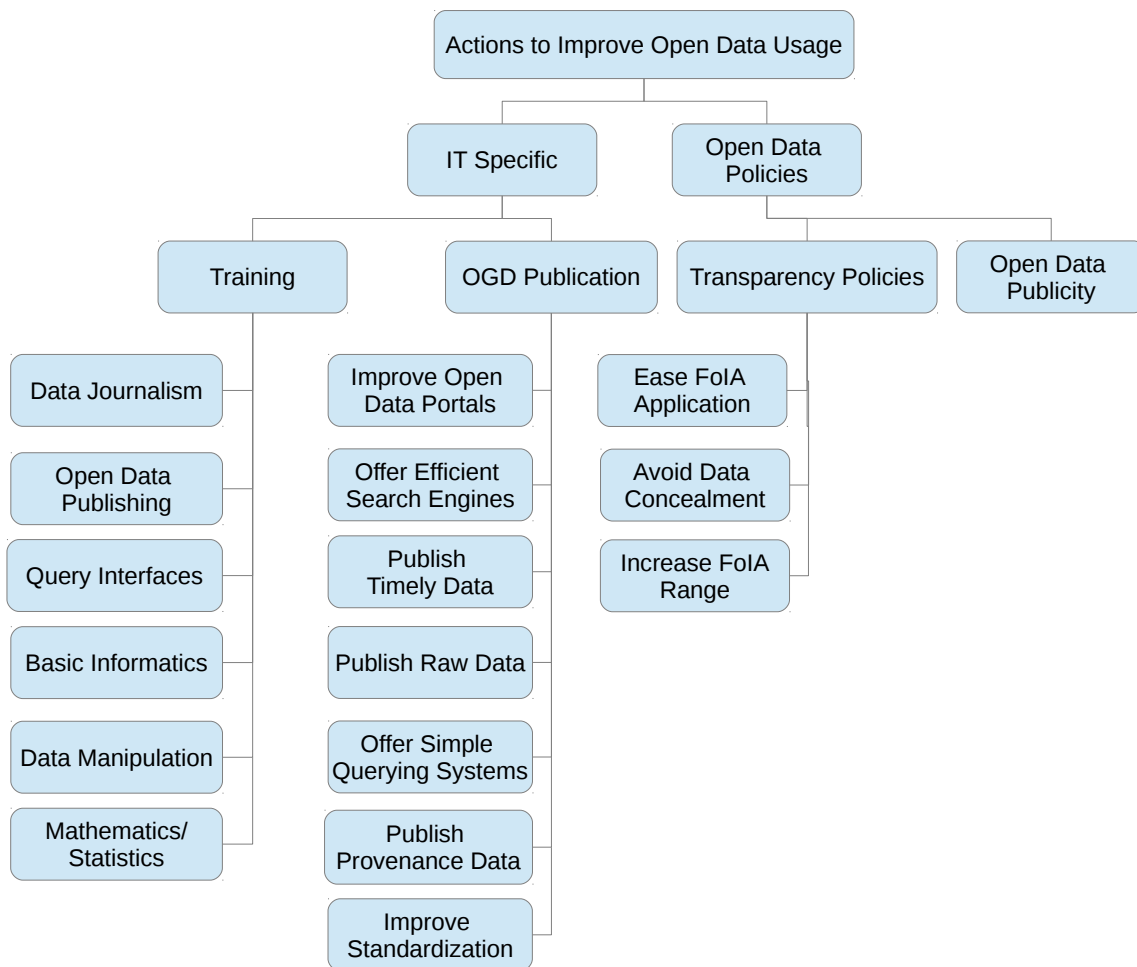 Actions to Improve Open Data Usage
IT Specific
Open Data
Policies
Training
OGD Publication
Transparency Policies
Open Data
Publicity
Data Journalism
Open Data
Publishing
Query Interfaces
Basic Informatics
Data Manipulation
Mathematics/
Statistics
Improve Open
Data Portals
Offer Efficient
Search Engines
Publish
Timely Data
Publish Raw Data
Offer Simple
Querying Systems
Publish
Provenance Data
Improve
Standardization
Ease FoIA
Application
Avoid Data
Concealment
Increase FoIA
Range